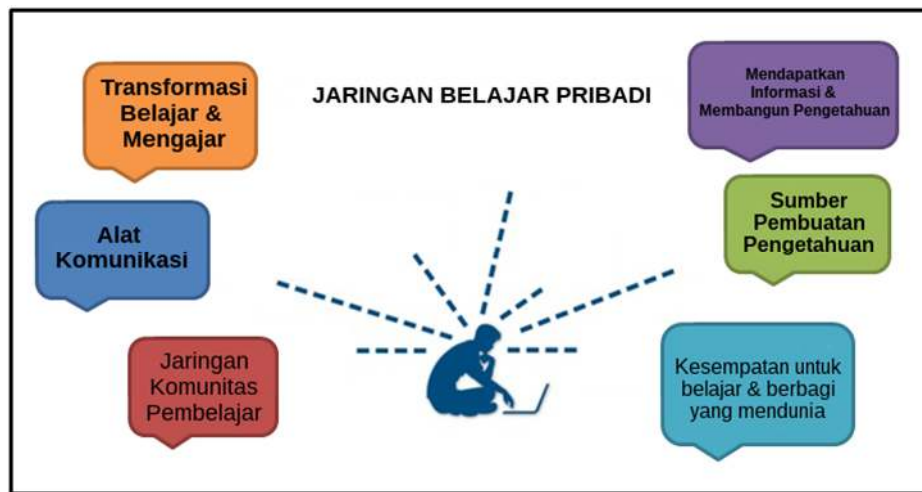 JARINGAN BELAJAR PRIBADI
Transformasi
Belajar &
Mengajar
Alat
Komunikasi
Jaringan
Komunitas
Pembelajar
Mendapatkan
Informasi &
Membangun Pengetahuan
Sumber
Pembuatan
Pengetahuan
Kesempatan untuk
belajar & berbagi
yang mendunia